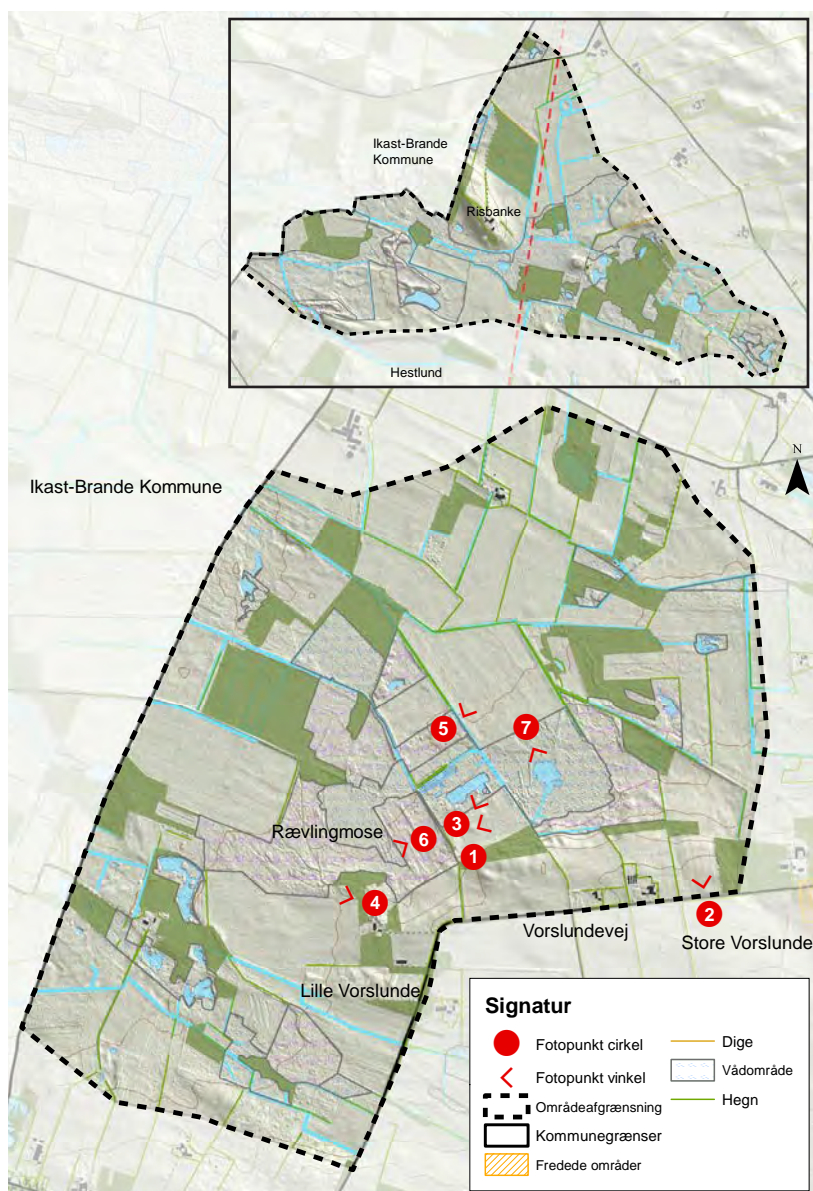 Ikast-Brande
Kommune
Risbanke
Hestlund
N
Ikast-Brande Kommune
5
7
Rævlingmose
6
3
1
4
2
Vorslundevej
Store Vorslunde
Lille Vorslunde
Signatur
Fotopunkt cirkel
Fotopunkt vinkel
Områdeafgrænsning
Kommunegrænser
Fredede områder
Dige
Vådområde
Hegn